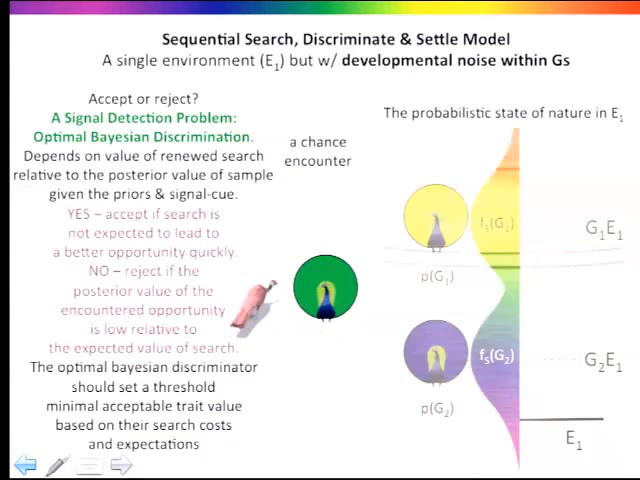 Sequential Search, Discriminate & Settle Model
A single environment (E1) but w/ developmental noise within Gs
Accept or reject?
A Signal Detection Problem:
Optimal Bayesian Discrimination.
Depends on value of renewed search
relative to the posterior value of sample
given the priors & signal-cue.
YES – accept if search is
not expected to lead to
a better opportunity quickly.
NO – reject if the
posterior value of the
encountered opportunity
is low relative to
the expected value of search.
The optimal bayesian discriminator
should set a threshold
minimal acceptable trait value
based on their search costs
and expectations
a chance
encounter
The probabilistic state of nature in E1
fS(G1)
G1E1
p(G1)
fS(G2)
G2E1
p(G2)
E1